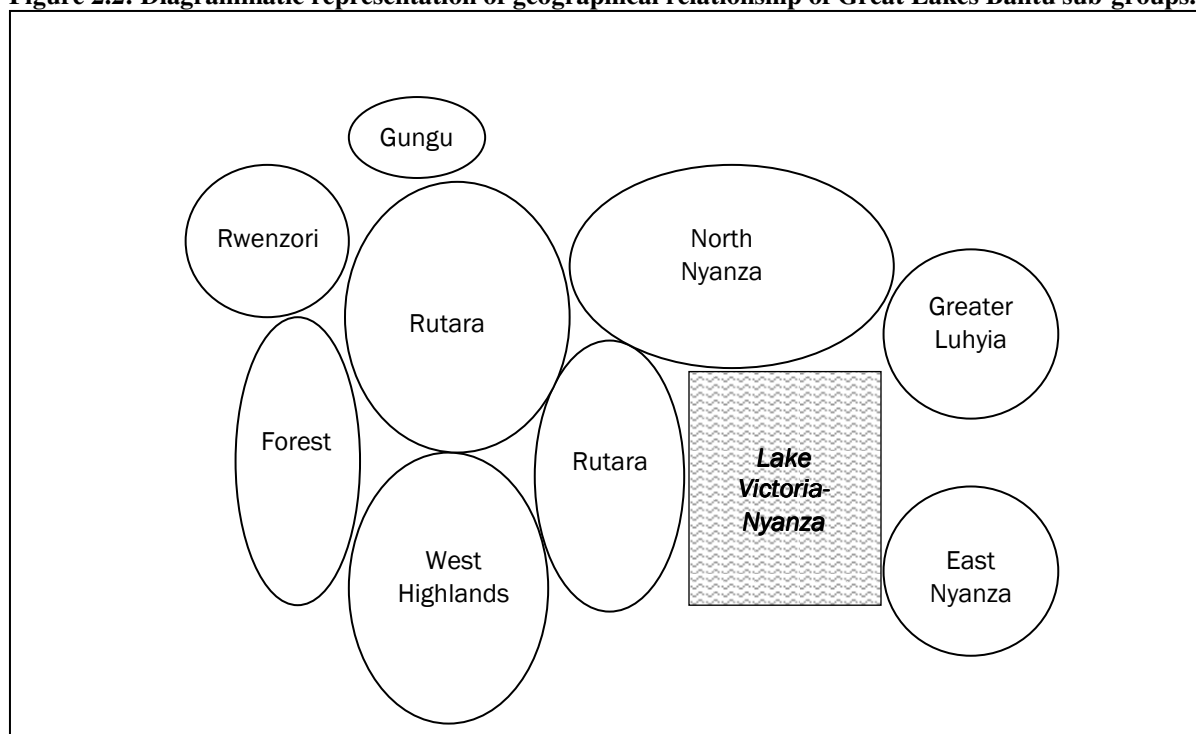 Figure 2.2: Diagrammatic representation of geographical relationship of Great Lakes Bantu sub-groups.
Gungu
Rwenzori
North
Nyanza
Rutara
Greater
Luhyia
Forest
Rutara
Lake
Victoria-
Nyanza
West
Highlands
East
Nyanza